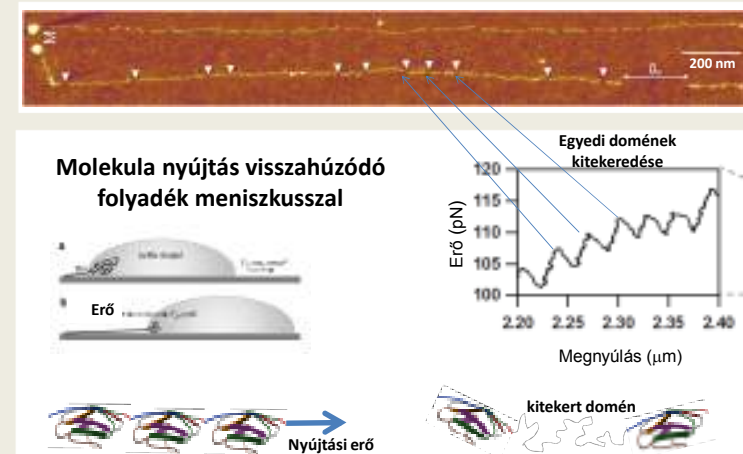 M
200 nm
Molekula nyújtás visszahúzódó
folyadék meniszkusszal
A
B
Erő
Egyedi domének
kitekeredése
Erő (pN)
120
115
110
105
100
2.20
2.25
2.30
2.35
2.40
Megnyúlás (μm)
Nyújtási erő
kitekert domén